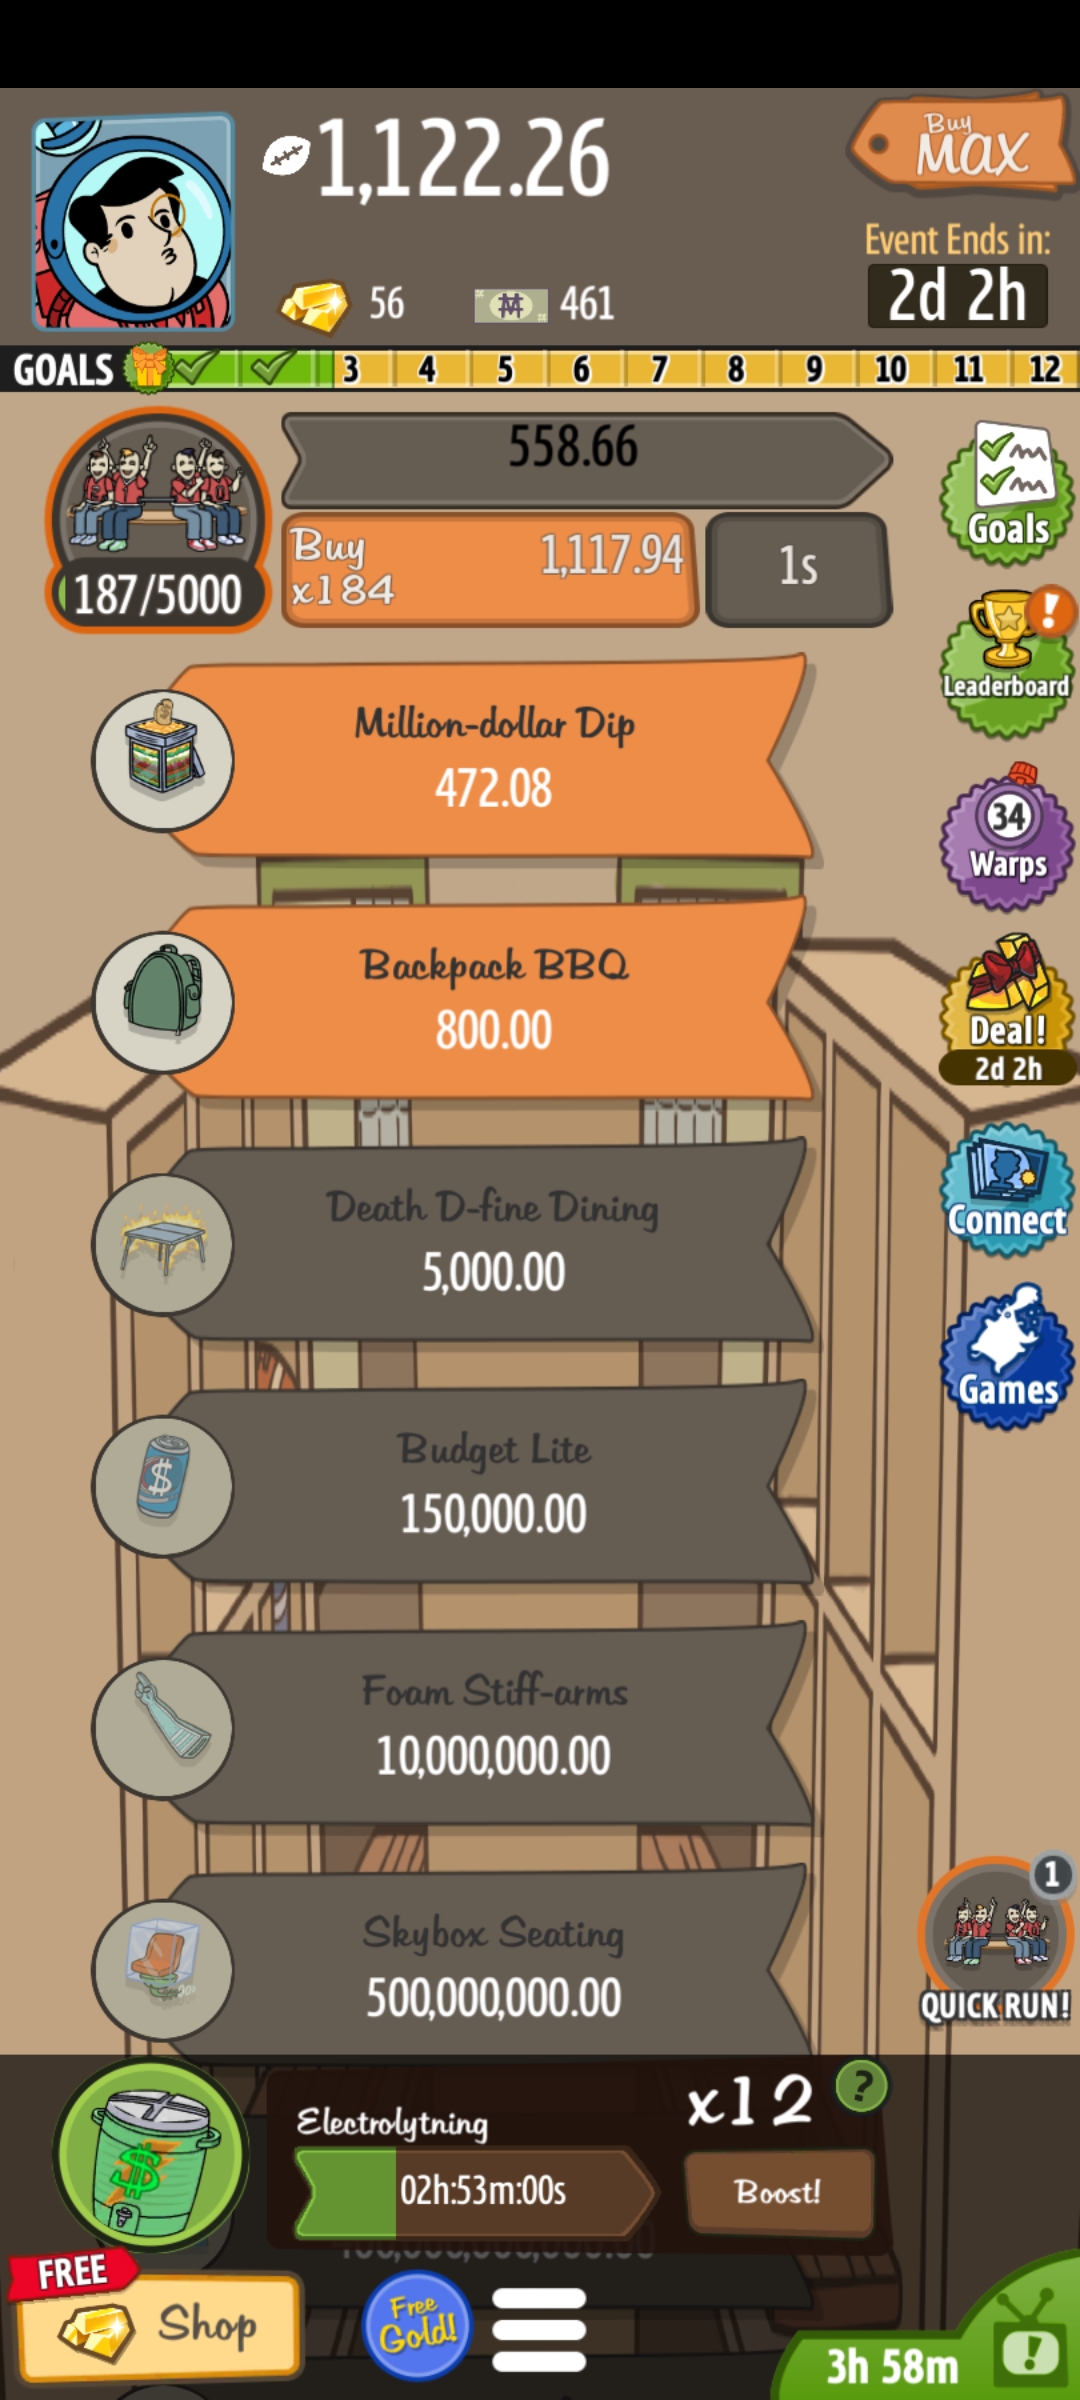 1,122.26
Buy
MAX
Event Ends in:
2d 2h
56
461
GOALS
3 4 5 6 7 8 9 10 11 12
558.66
187/5000
Buy
x184
1,117.94
1s
Goals
!
Leaderboard
Million-dollar Dip
472.08
34
Warps
Backpack BBQ
800.00
Deal!
2d 2h
Death D-fine Dining
5,000.00
Connect
Budget Lite
150,000.00
Games
Foam Stiff-arms
10,000,000.00
Skybox Seating
500,000,000.00
1
QUICK RUN!
Electrolytning
x12
?
02h:53m:00s
Boost!
FREE
Shop
Free
Gold!
3h 58m
!